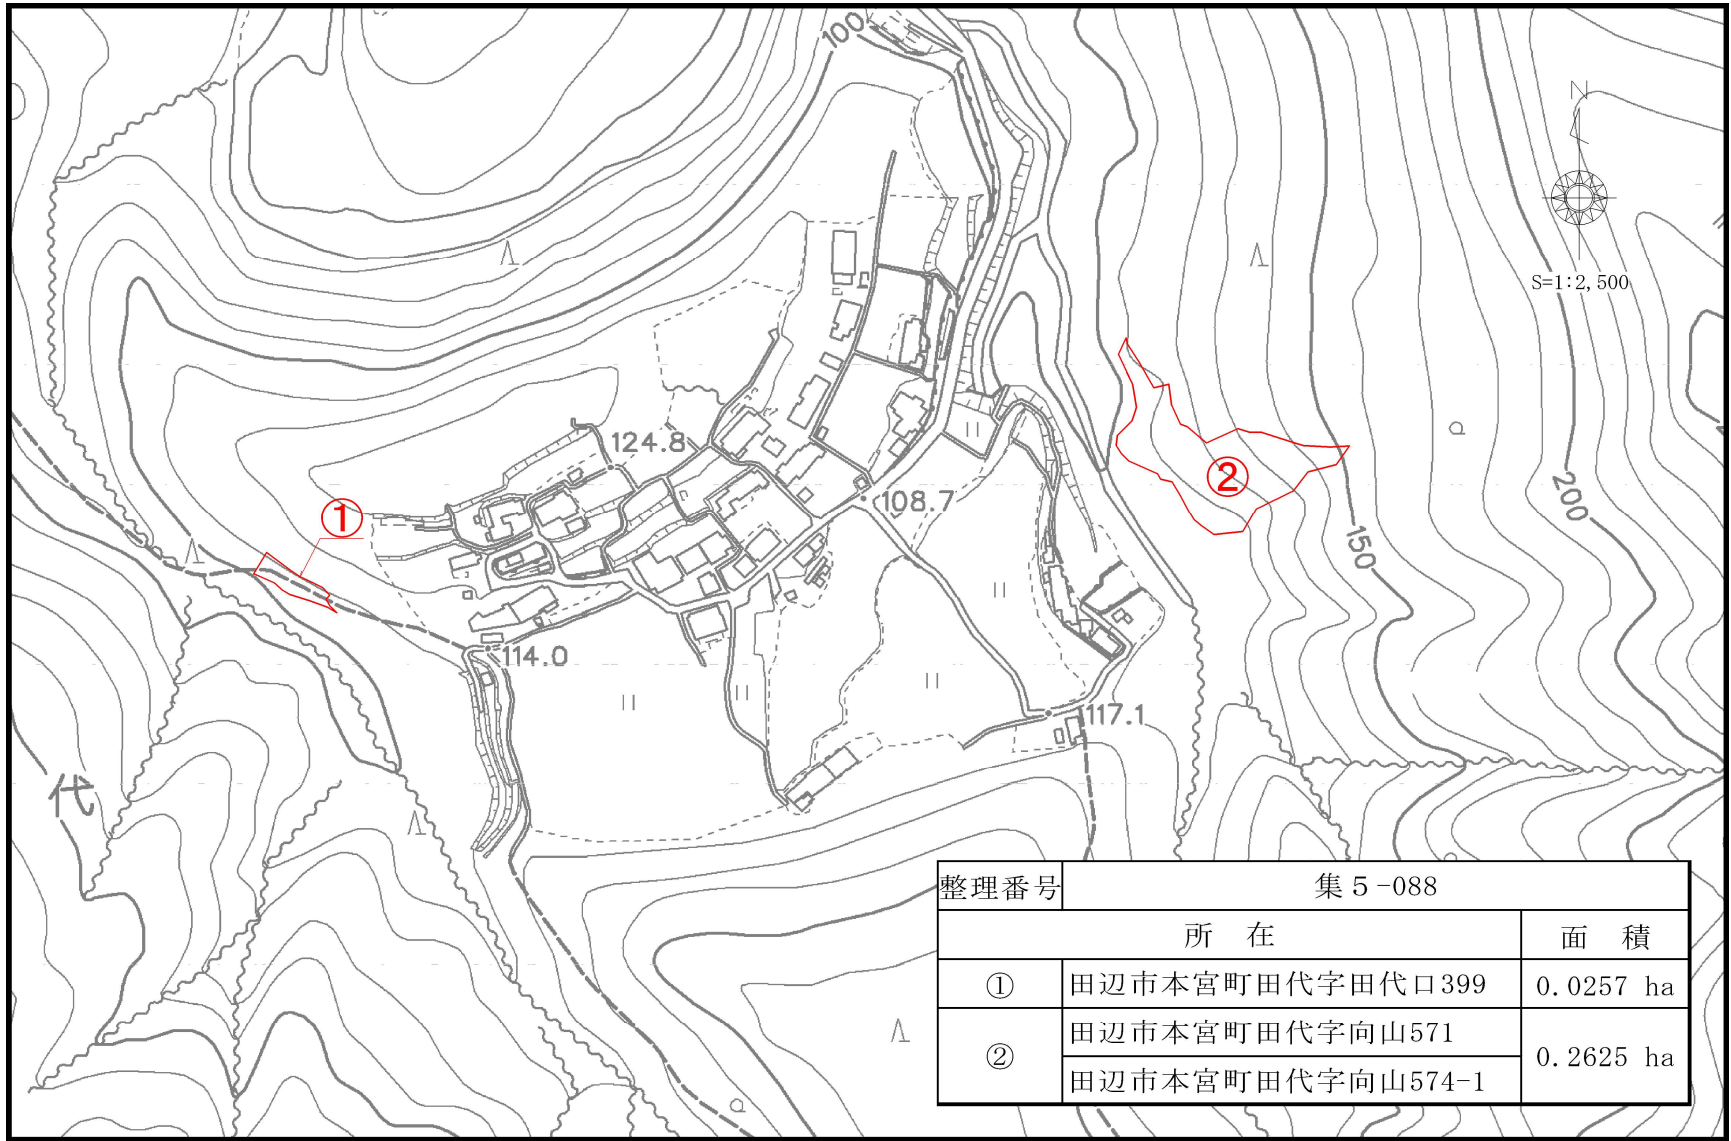 100
N
S=1:2,500
124.8
①
②
108.7
200
150
114.0
117.1
代
整理番号 集５-088
所 在 面 積
① 田辺市本宮町田代字田代口399 0.0257 ha
② 田辺市本宮町田代字向山571 0.2625 ha
田辺市本宮町田代字向山574-1